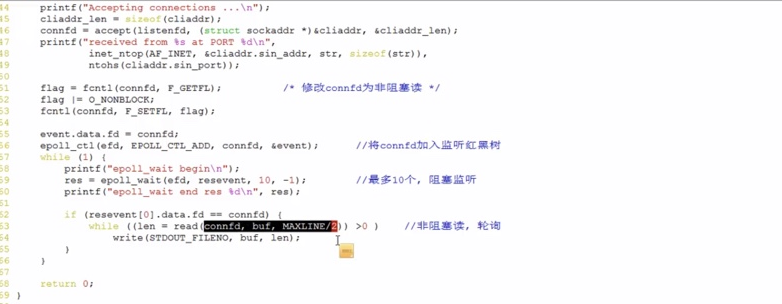 44 printf("Accepting connections ...\n");
45 cliaddr_len = sizeof(cliaddr);
46 connfd = accept(listenfd, (struct sockaddr *)&cliaddr, &cliaddr_len);
47 printf("received from %s at PORT %d\n",
48 inet_ntop(AF_INET, &cliaddr.sin_addr, str, sizeof(str)),
49 ntohs(cliaddr.sin_port));
50
51 flag = fcntl(connfd, F_GETFL); /* 修改connfd为非阻塞读 */
52 flag |= O_NONBLOCK;
53 fcntl(connfd, F_SETFL, flag);
54
55 event.data.fd = connfd;
56 epoll_ctl(efd, EPOLL_CTL_ADD, connfd, &event); //将connfd加入监听红黑树
57 while (1) {
58 printf("epoll_wait begin\n");
59 res = epoll_wait(efd, resevent, 10, -1); //最多10个, 阻塞监听
60 printf("epoll_wait end res %d\n", res);
61
62 if (resevent[0].data.fd == connfd) {
63 while ((len = read(connfd, buf, MAXLINE/2)) >0 ) //非阻塞读, 轮询
64 write(STDOUT_FILENO, buf, len);
65 }
66 }
67
68 return 0;
69 }